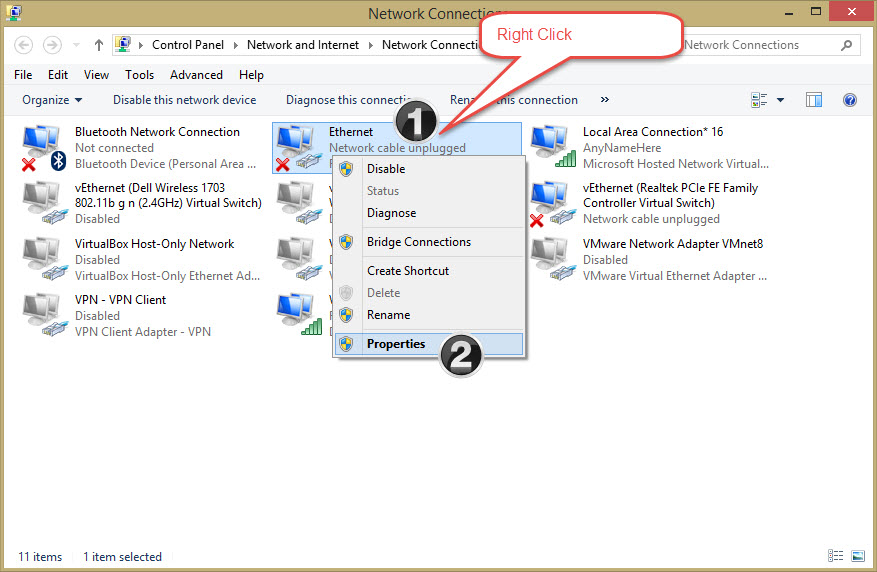 Network Connections
Right Click
Control Panel
Network and Internet
Network Connecti
Network Connections
File
Edit
View
Tools
Advanced
Help
Organize
Disable this network device
Diagnose this connectio
Rena
this connection
»
1
Bluetooth Network Connection
Not connected
Bluetooth Device (Personal Area ...
Ethernet
Network cable unplugged
Local Area Connection* 16
AnyNameHere
Microsoft Hosted Network Virtual...
vEthernet (Dell Wireless 1703
802.11b g n (2.4GHz) Virtual Switch)
Disabled
vEthernet (Realtek PCIe FE Family
Controller Virtual Switch)
Network cable unplugged
VirtualBox Host-Only Network
Disabled
VirtualBox Host-Only Ethernet Ad...
VMware Network Adapter VMnet8
Disabled
VMware Virtual Ethernet Adapter ...
VPN - VPN Client
Disabled
VPN Client Adapter - VPN
Disable
Status
Diagnose
Bridge Connections
Create Shortcut
Delete
Rename
Properties
2
11 items
1 item selected